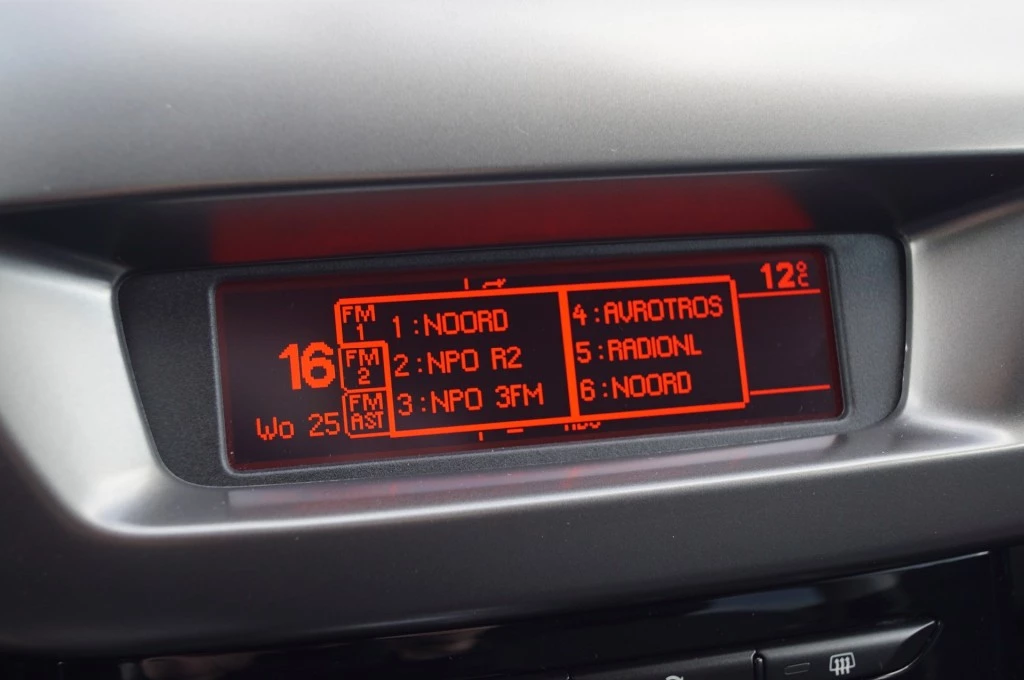 12°C
16
Wo 25
FM
1
FM
2
FM
AST
1:NOORD
2:NPO R2
3:NPO 3FM
4:AVROTROS
5:RADIONL
6:NOORD